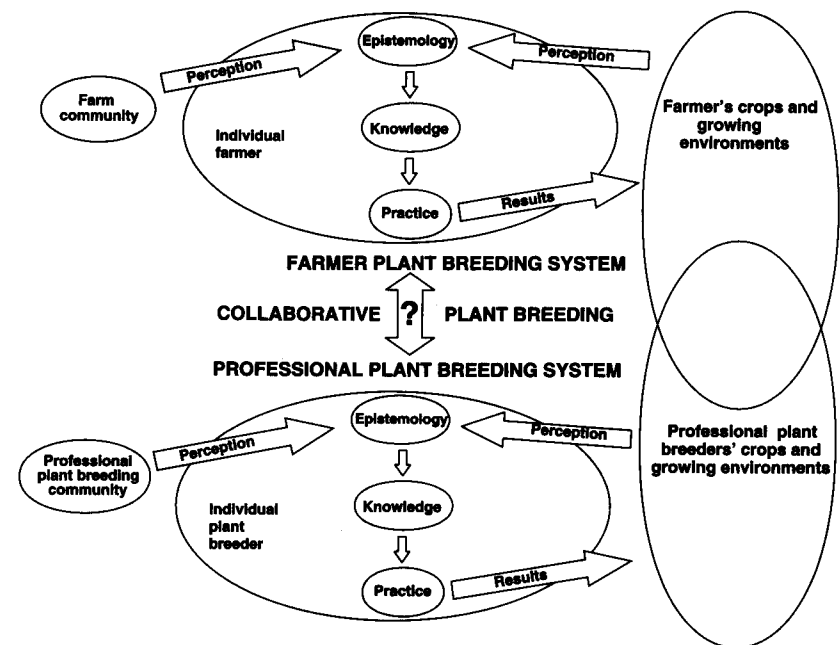 Epistemology
Perception
Perception
Farm
community
Farmer's crops and
growing
environments
Individual
farmer
Knowledge
Practice
Results
FARMER PLANT BREEDING SYSTEM
COLLABORATIVE ? PLANT BREEDING
PROFESSIONAL PLANT BREEDING SYSTEM
Epistemology
Perception
Perception
Professional
plant breeding
community
Professional plant
breeders' crops and
growing environments
Individual
plant
breeder
Knowledge
Practice
Results